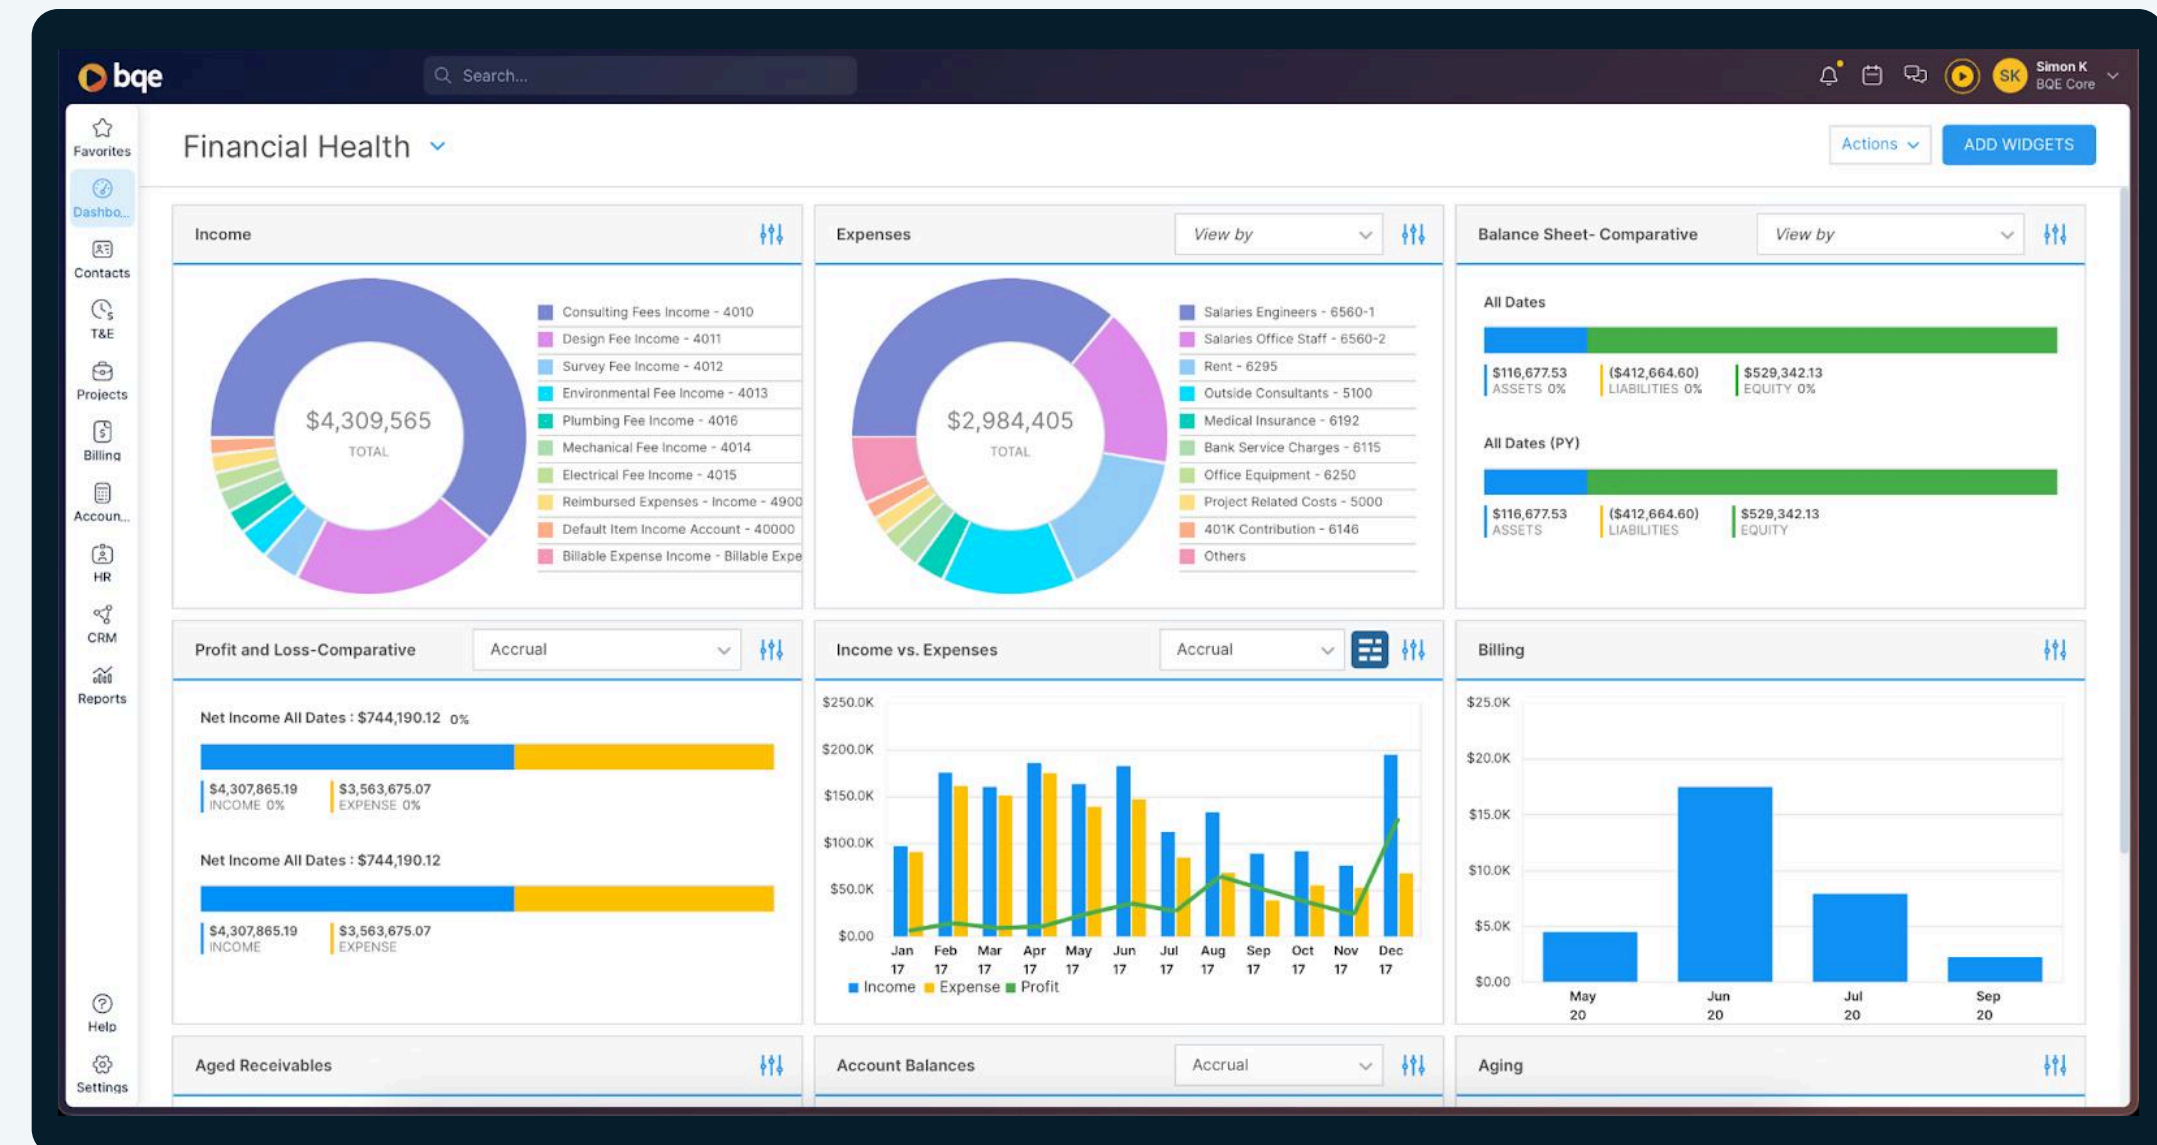 bqe
Search...
SK
Simon K
BQE Core
Favorites
Dashbo...
Contacts
T&E
Projects
Billing
Accoun...
HR
CRM
Reports
Help
Settings
Financial Health
Actions
ADD WIDGETS
Income
$4,309,565
TOTAL
Consulting Fees Income - 4010
Design Fee Income - 4011
Survey Fee Income - 4012
Environmental Fee Income - 4013
Plumbing Fee Income - 4016
Mechanical Fee Income - 4014
Electrical Fee Income - 4015
Reimbursed Expenses - Income - 4900
Default Item Income Account - 40000
Billable Expense Income - Billable Expe
Expenses
View by
$2,984,405
TOTAL
Salaries Engineers - 6560-1
Salaries Office Staff - 6560-2
Rent - 6295
Outside Consultants - 5100
Medical Insurance - 6192
Bank Service Charges - 6115
Office Equipment - 6250
Project Related Costs - 5000
401K Contribution - 6146
Others
Balance Sheet- Comparative
View by
All Dates
$116,677.53 ($412,664.60) $529,342.13
ASSETS 0% LIABILITIES 0% EQUITY 0%
All Dates (PY)
$116,677.53 ($412,664.60) $529,342.13
ASSETS LIABILITIES EQUITY
Profit and Loss-Comparative
Accrual
Net Income All Dates : $744,190.12 0%
$4,307,865.19 $3,563,675.07
INCOME 0% EXPENSE 0%
Net Income All Dates : $744,190.12
$4,307,865.19 $3,563,675.07
INCOME EXPENSE
Income vs. Expenses
Accrual
$250.0K
$200.0K
$150.0K
$100.0K
$50.0K
$0.00
Jan Feb Mar Apr May Jun Jul Aug Sep Oct Nov Dec
17 17 17 17 17 17 17 17 17 17 17 17
Income Expense Profit
Billing
$25.0K
$20.0K
$15.0K
$10.0K
$5.0K
$0.00
May Jun Jul Sep
20 20 20 20
Aged Receivables
Account Balances
Accrual
Aging